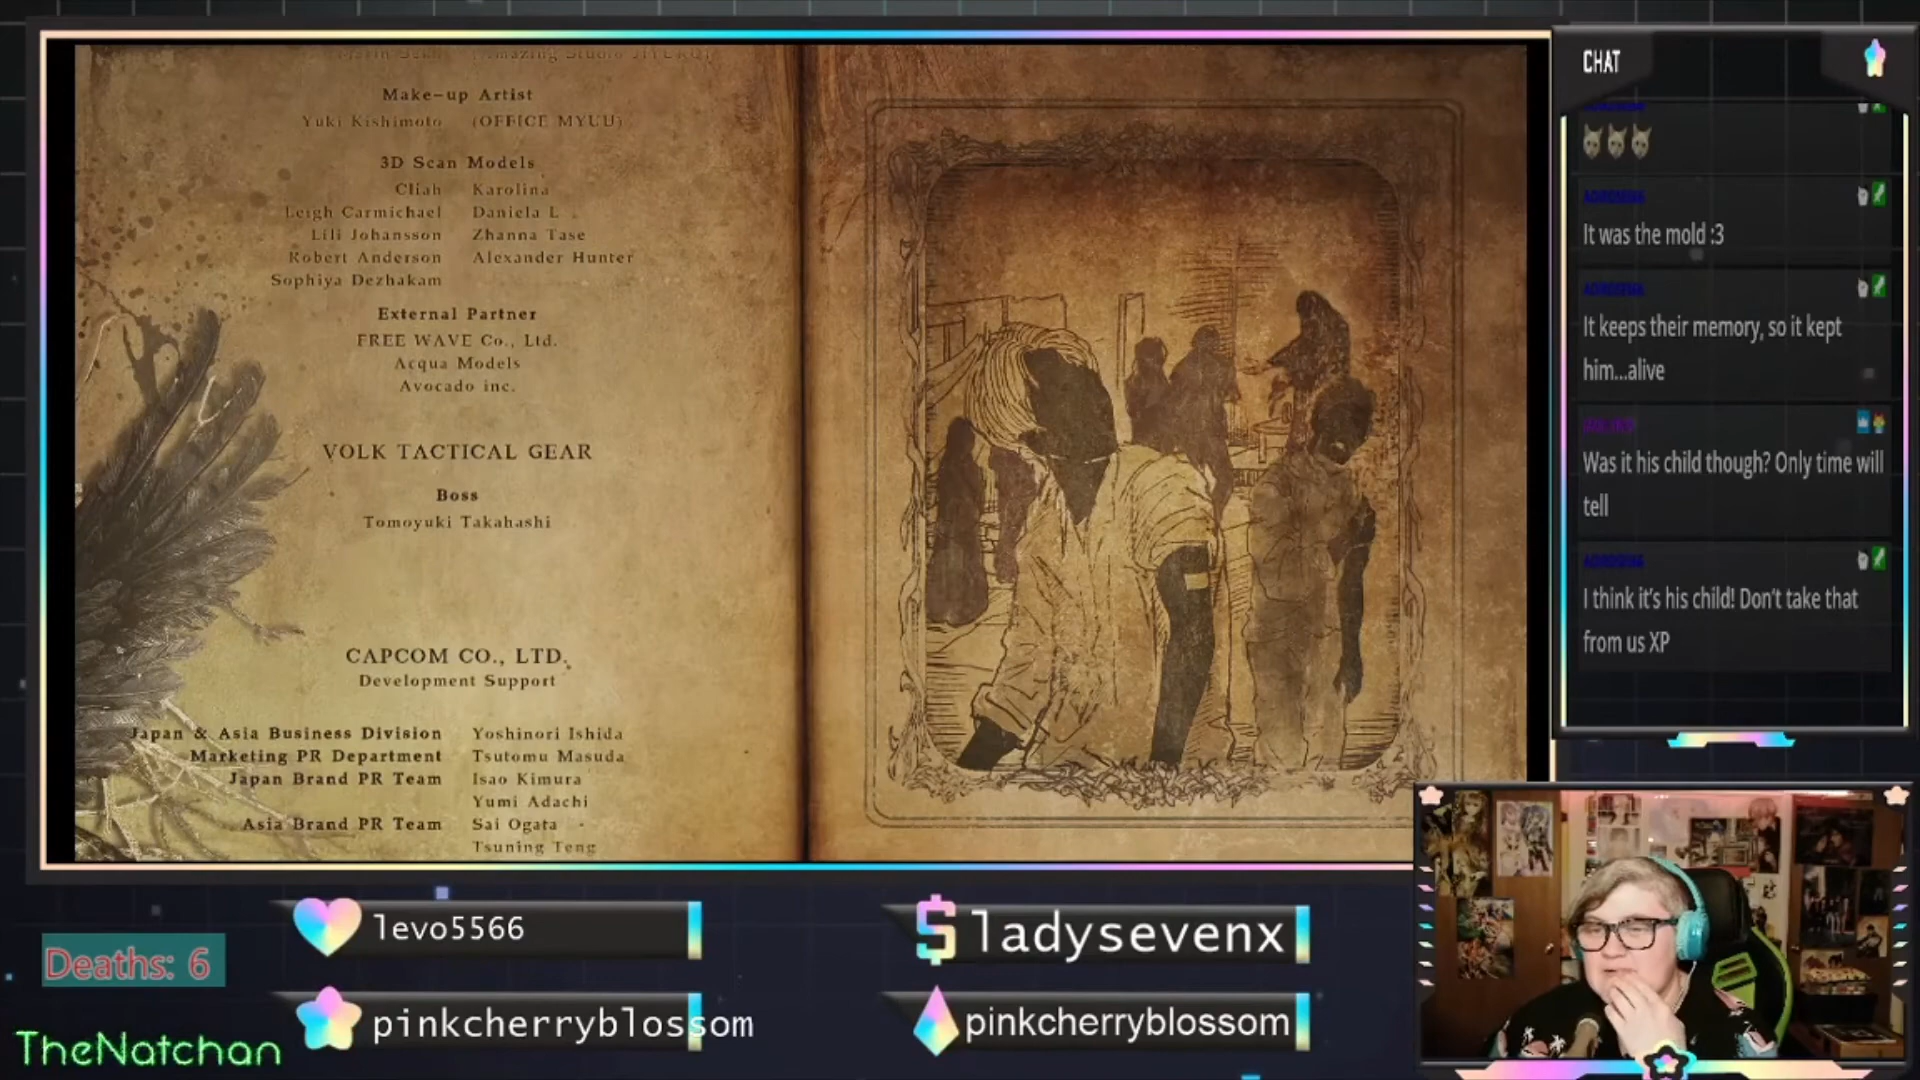 Make-up Artist
Yuki Kishimoto (OFFICE MYUU)
3D Scan Models
Cliah Karolina
Leigh Carmichael Daniela L
Lili Johansson Zhanna Tase
Robert Anderson Alexander Hunter
Sophiya Dezhakam
External Partner
FREE WAVE Co., Ltd.
Acqua Models
Avocado inc.
VOLK TACTICAL GEAR
Boss
Tomoyuki Takahashi
CAPCOM CO., LTD.
Development Support
Japan & Asia Business Division Yoshinori Ishida
Marketing PR Department Tsutomu Masuda
Japan Brand PR Team Isao Kimura
Yumi Adachi
Asia Brand PR Team Sai Ogata
Tsuning Teng
CHAT
It was the mold :3
It keeps their memory, so it kept
him...alive
Was it his child though? Only time will
tell
I think it's his child! Don't take that
from us XP
Deaths: 6
levo5566
ladysevenx
pinkcherryblossom
pinkcherryblossom
TheNatchan